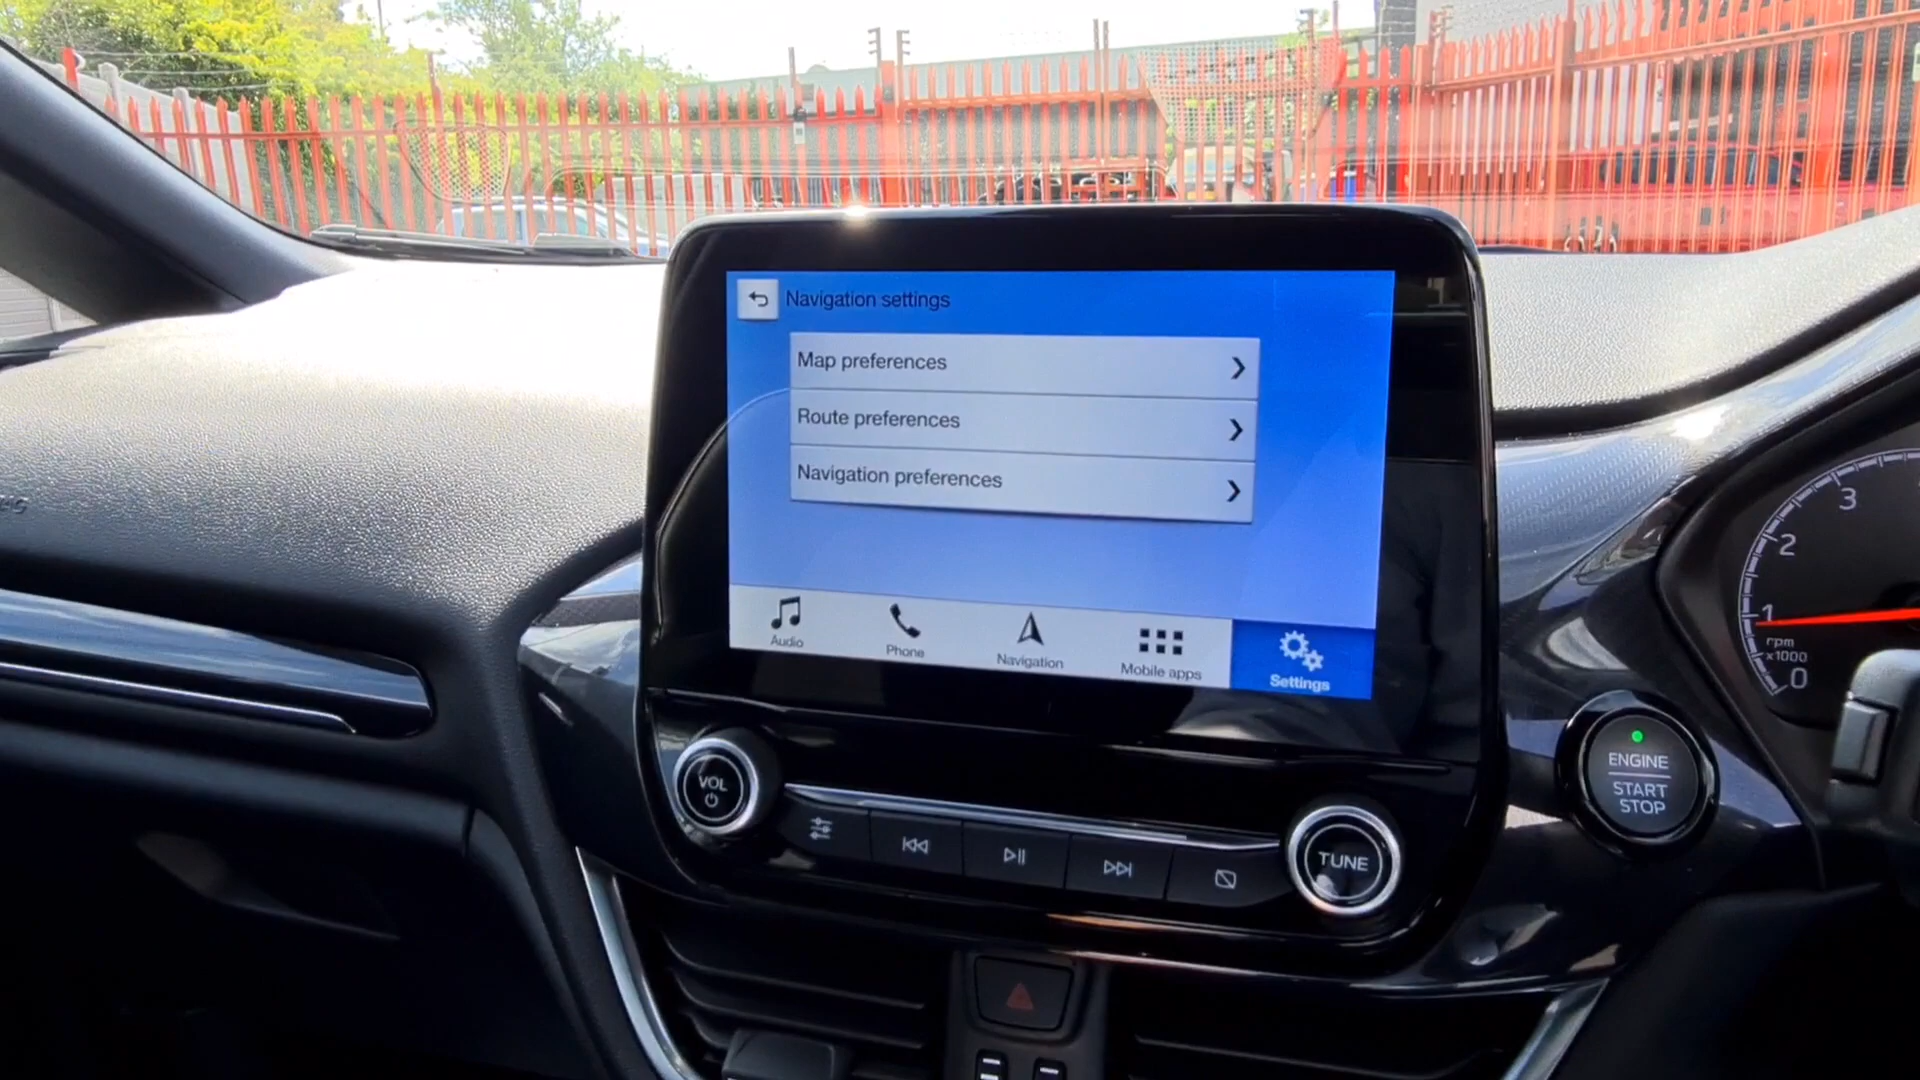 Navigation settings
Map preferences
Route preferences
Navigation preferences
Audio
Phone
Navigation
Mobile apps
Settings
VOL
TUNE
ENGINE
START
STOP
3
2
1
rpm
x1000
0